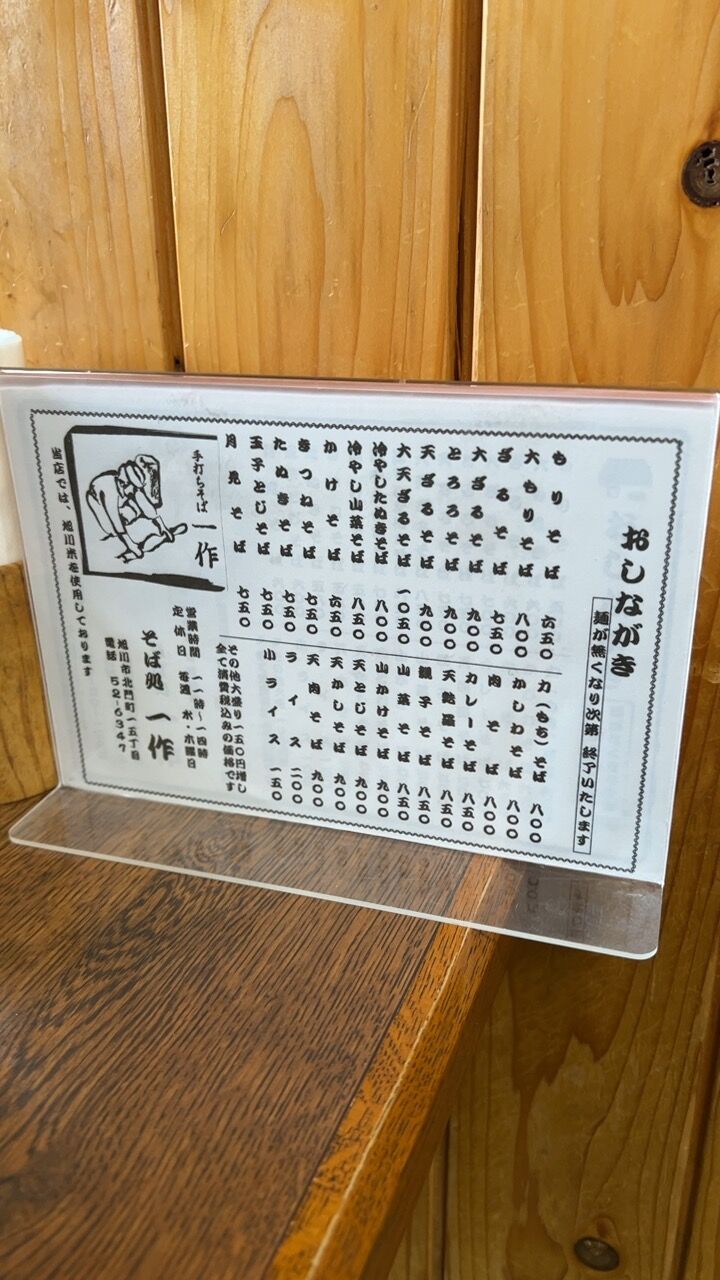 おしながき
麺が無くなり次第 終了いたします
もりそば 六五〇
大もりそば 八〇〇
ざるそば 七五〇
大ざるそば 九〇〇
とろろそば 九〇〇
天ざるそば 九〇〇
大天ざるそば 一〇五〇
冷やしたぬきそば 八〇〇
冷やし山菜そば 八五〇
かけそば 六五〇
きつねそば 七五〇
たぬきそば 七五〇
玉子とじそば 七五〇
月見そば 七五〇
力(もち)そば 八〇〇
かしわそば 八〇〇
肉そば 八〇〇
カレーそば 八五〇
天ぷら蕎麦そば 八五〇
親子そば 八五〇
山菜そば 八五〇
山かけそば 九〇〇
天とじそば 九〇〇
天かしそば 九〇〇
天肉そば 九〇〇
ライス 二〇〇
小ライス 一五〇
その他大盛り一五〇円増し
全て消費税込みの価格です
手打ちそば 一作
営業時間 一一時~一四時
定休日 毎週 水・木曜日
そば処 一作
旭川市北門町一五丁目
電話 52-6347
当店では、旭川米を使用しております